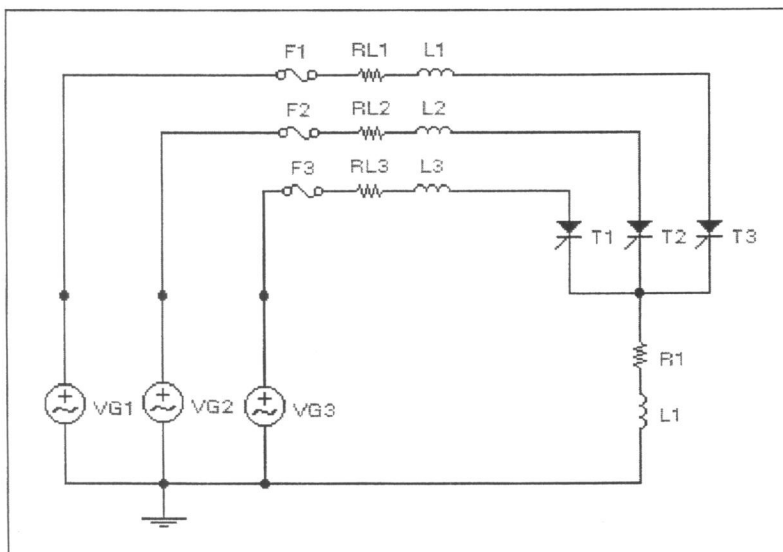 F1 RL1 L1
F2 RL2 L2
F3 RL3 L3
T1 T2 T3
R1
VG1 VG2 VG3
L1